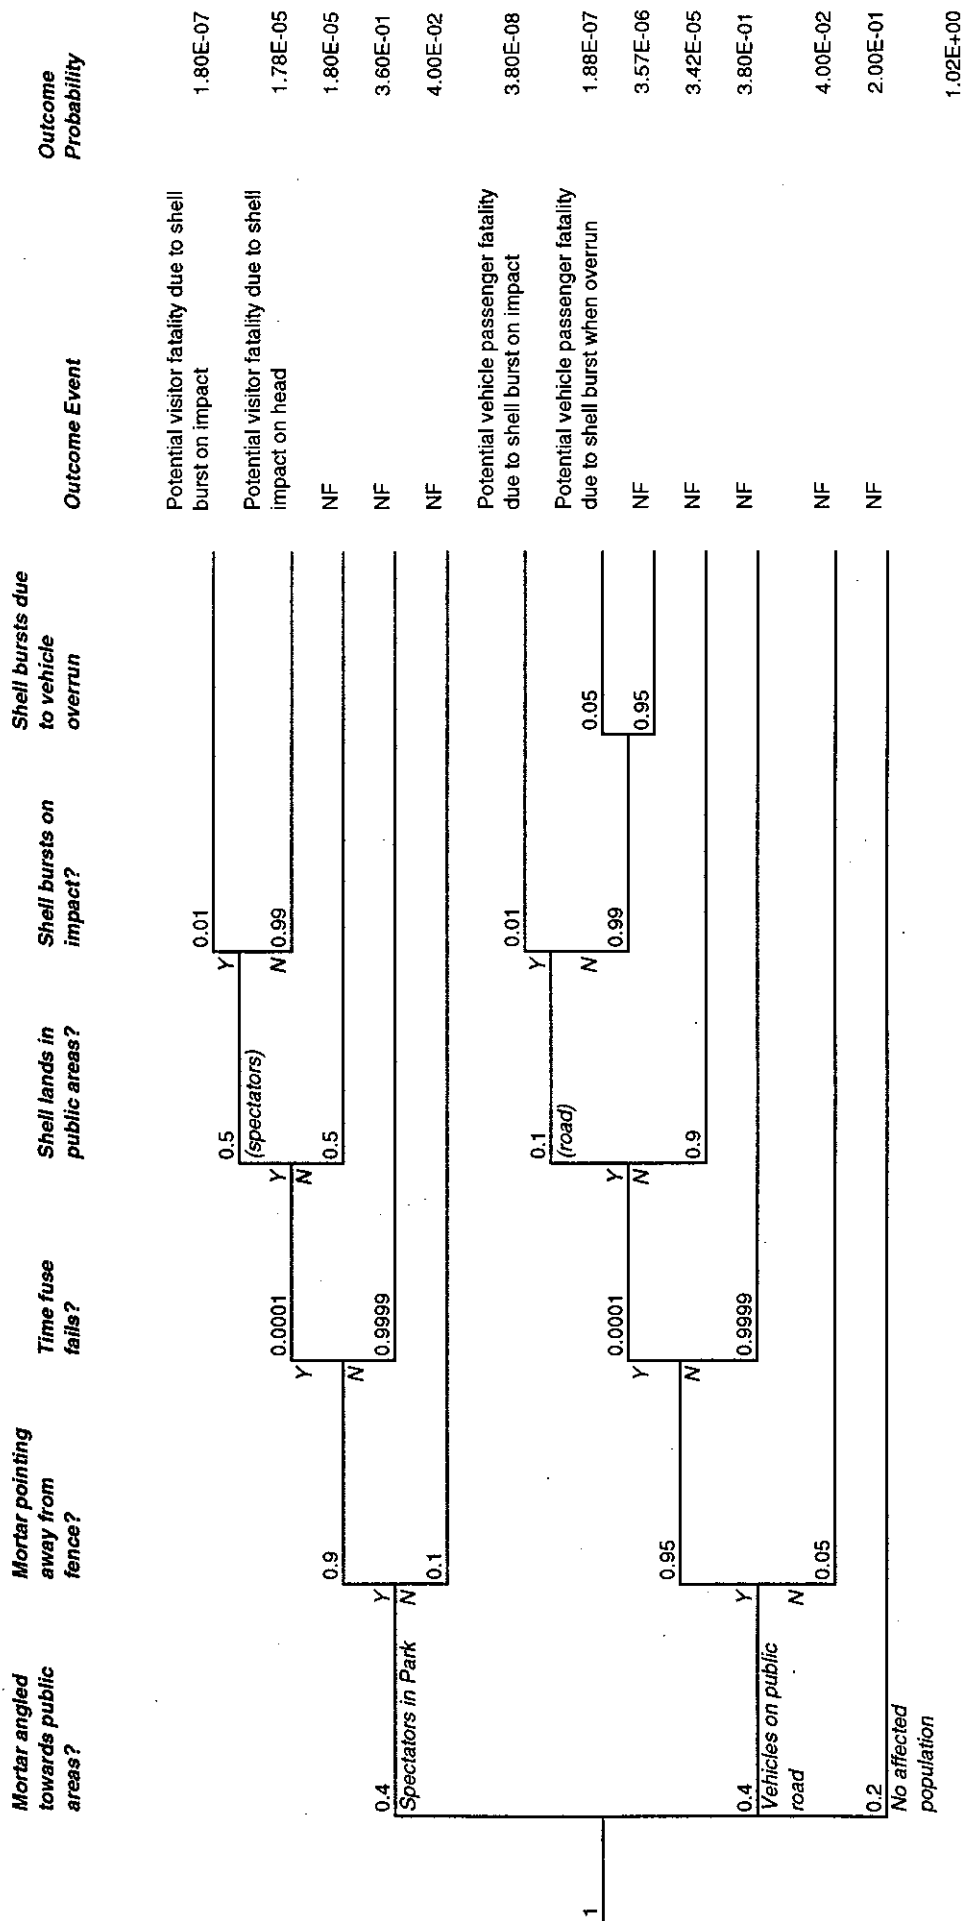 Mortar angled
towards public
areas?
Mortar pointing
away from
fence?
Time fuse
fails?
Shell lands in
public areas?
Shell bursts on
impact?
Shell bursts due
to vehicle
overrun
Outcome Event
Outcome
Probability
1
0.4
Spectators in Park
0.4
Vehicles on public
road
0.2
No affected
population
Y
0.9
N
0.1
Y
0.95
N
0.05
Y
0.0001
N
0.9999
Y
0.0001
N
0.9999
Y
0.5
(spectators)
N
0.5
Y
0.1
(road)
N
0.9
Y
0.01
N
0.99
Y
0.01
N
0.99
0.05
0.95
Potential visitor fatality due to shell
burst on impact
1.80E-07
Potential visitor fatality due to shell
impact on head
1.78E-05
NF 1.80E-05
NF 3.60E-01
NF 4.00E-02
Potential vehicle passenger fatality
due to shell burst on impact
3.80E-08
Potential vehicle passenger fatality
due to shell burst when overrun
1.88E-07
NF 3.57E-06
NF 3.42E-05
NF 3.80E-01
NF 4.00E-02
NF 2.00E-01
1.02E+00